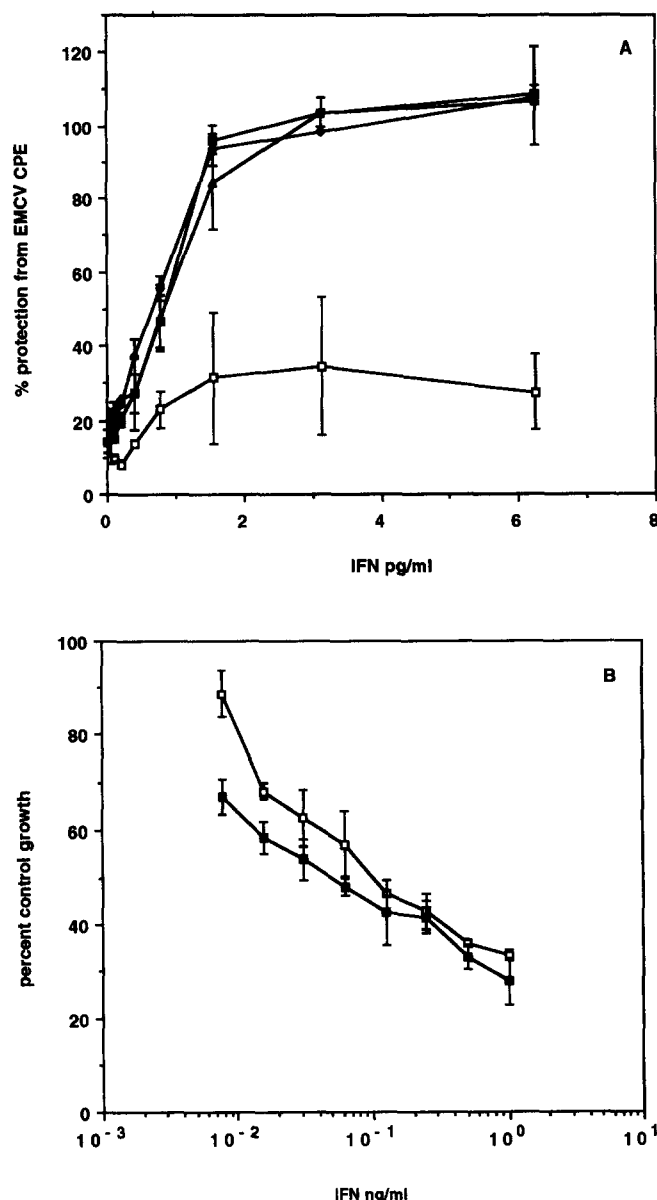 A
120
100
80
60
40
20
0
% protection from EMCV CPE
0 2 4 6 8
IFN pg/ml
B
100
80
60
40
20
0
percent control growth
10⁻³ 10⁻² 10⁻¹ 10⁰ 10¹
IFN ng/ml